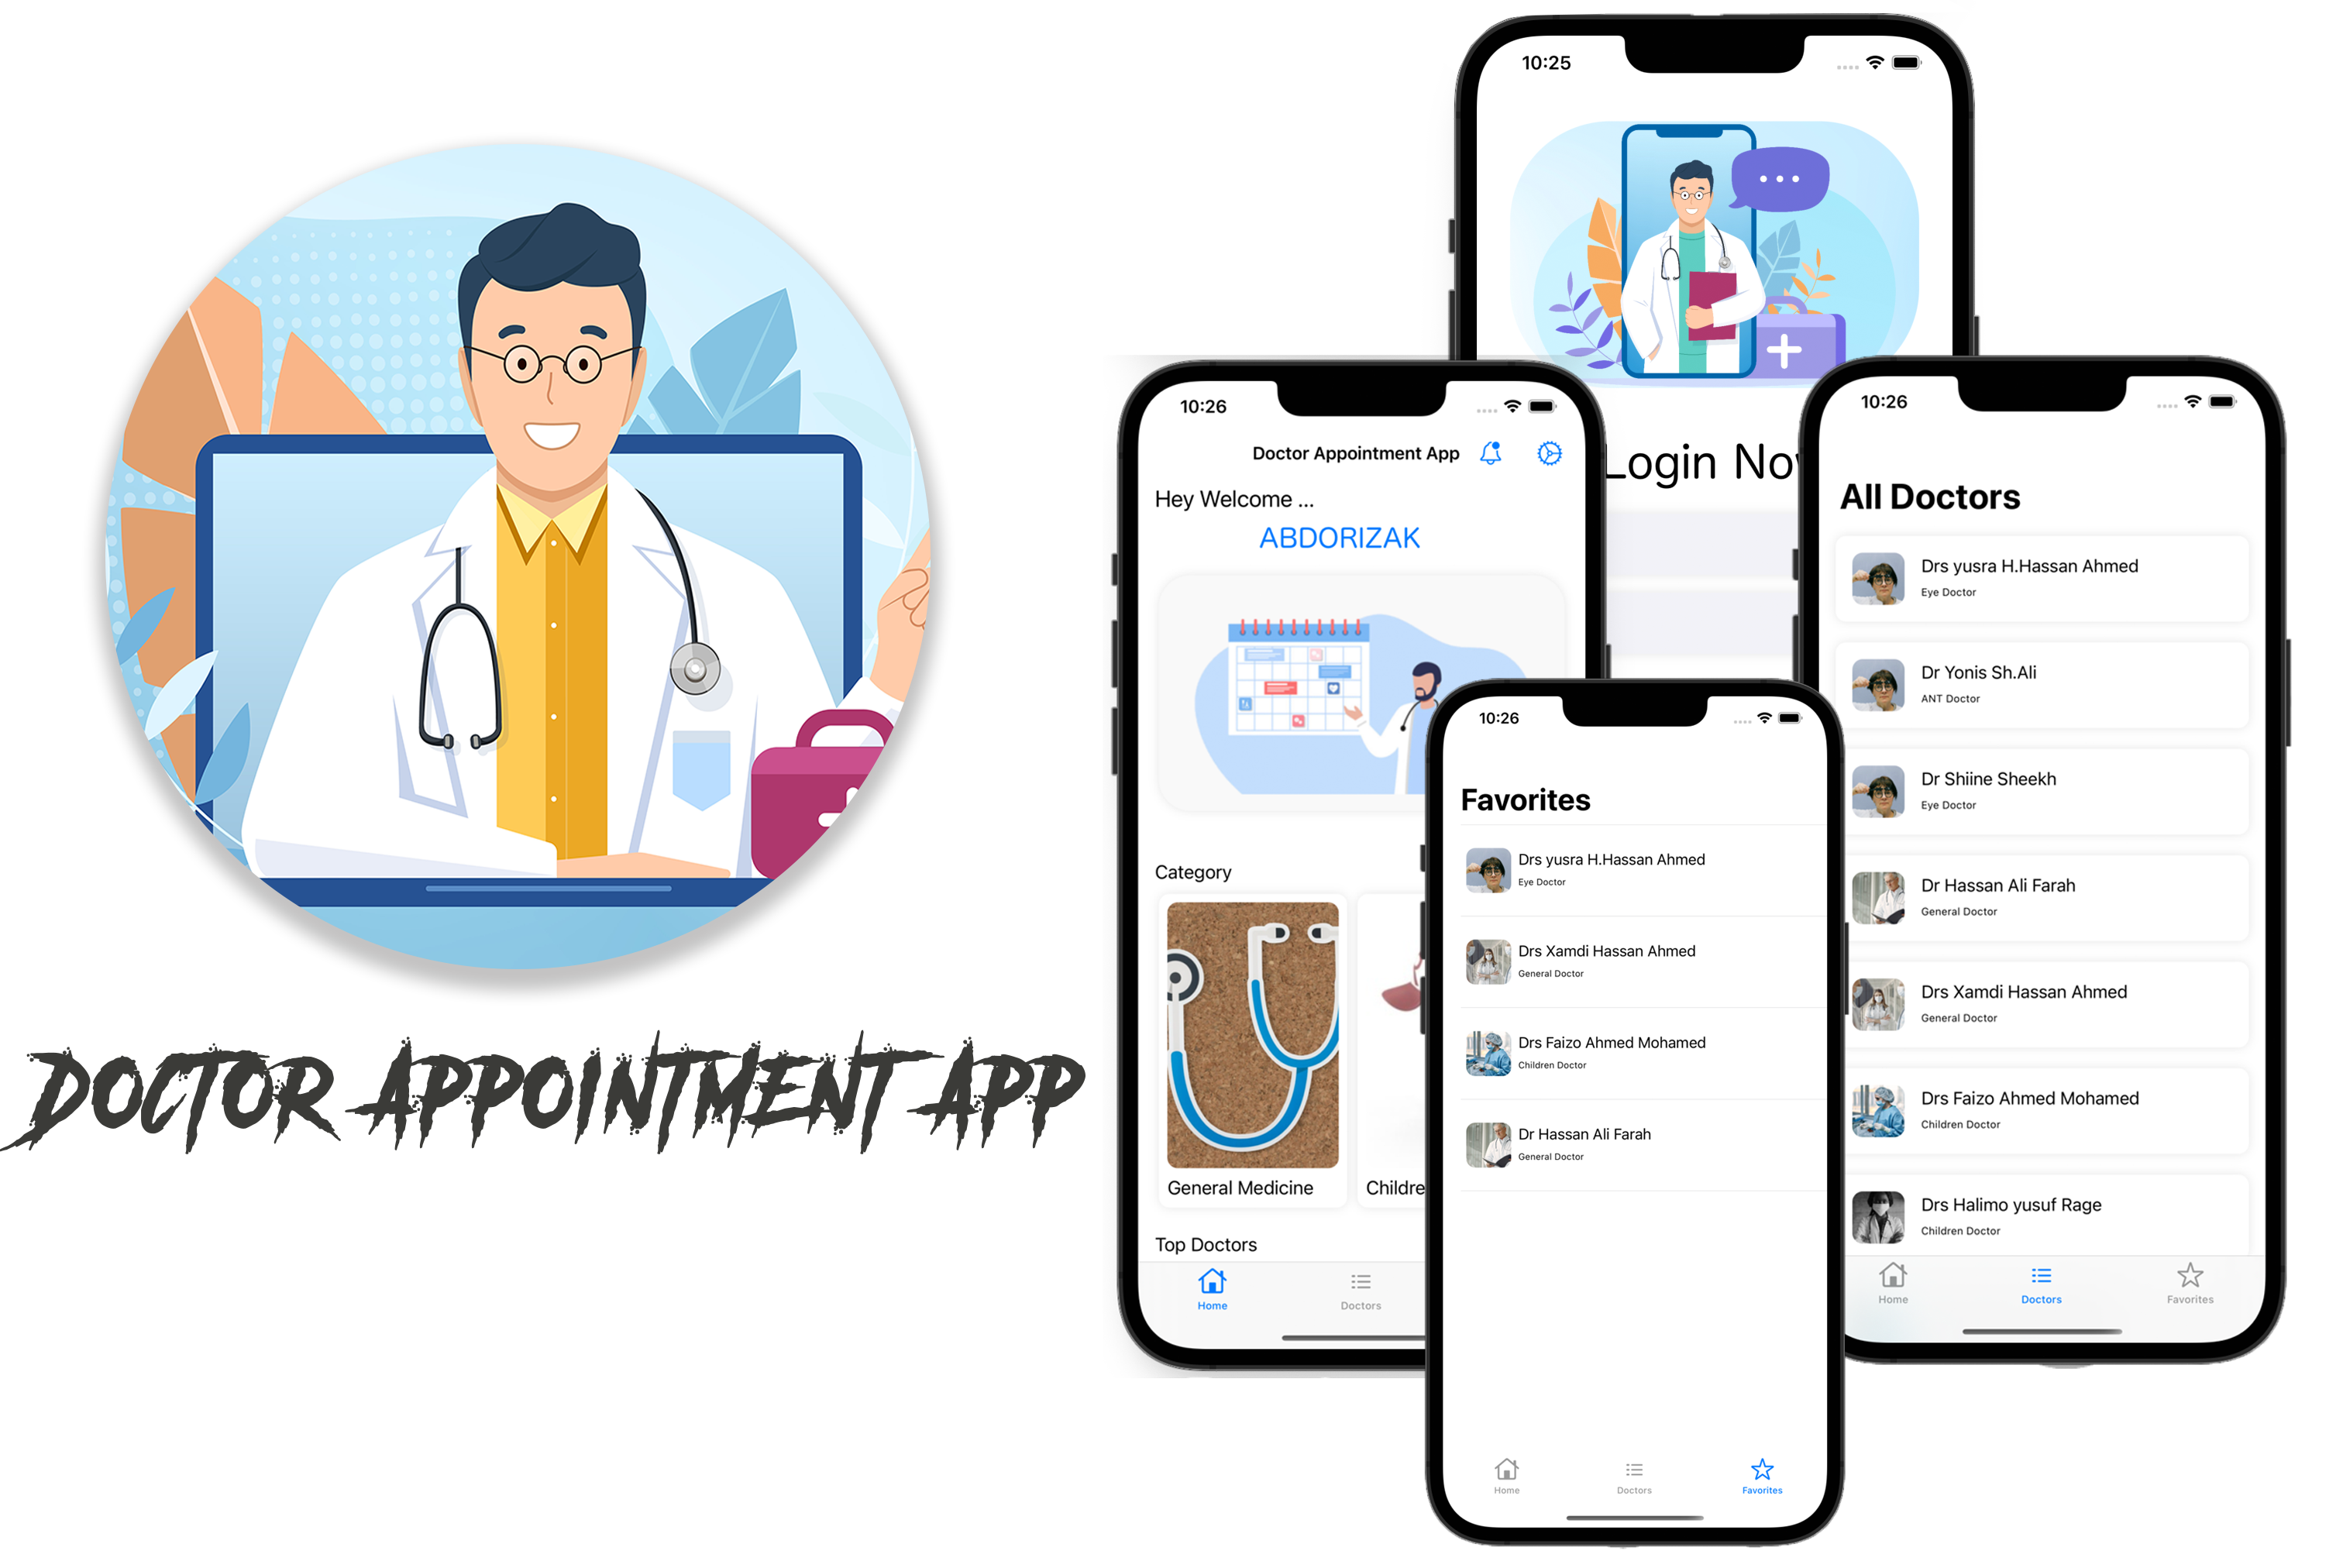 DOCTOR APPOINTMENT APP
10:25
Login Now
10:26
Doctor Appointment App
Hey Welcome ...
ABDORIZAK
Category
General Medicine
Childre
Top Doctors
Home
Doctors
10:26
Favorites
Drs yusra H.Hassan Ahmed
Eye Doctor
Drs Xamdi Hassan Ahmed
General Doctor
Drs Faizo Ahmed Mohamed
Children Doctor
Dr Hassan Ali Farah
General Doctor
Home
Doctors
Favorites
10:26
All Doctors
Drs yusra H.Hassan Ahmed
Eye Doctor
Dr Yonis Sh.Ali
ANT Doctor
Dr Shiine Sheekh
Eye Doctor
Dr Hassan Ali Farah
General Doctor
Drs Xamdi Hassan Ahmed
General Doctor
Drs Faizo Ahmed Mohamed
Children Doctor
Drs Halimo yusuf Rage
Children Doctor
Home
Doctors
Favorites